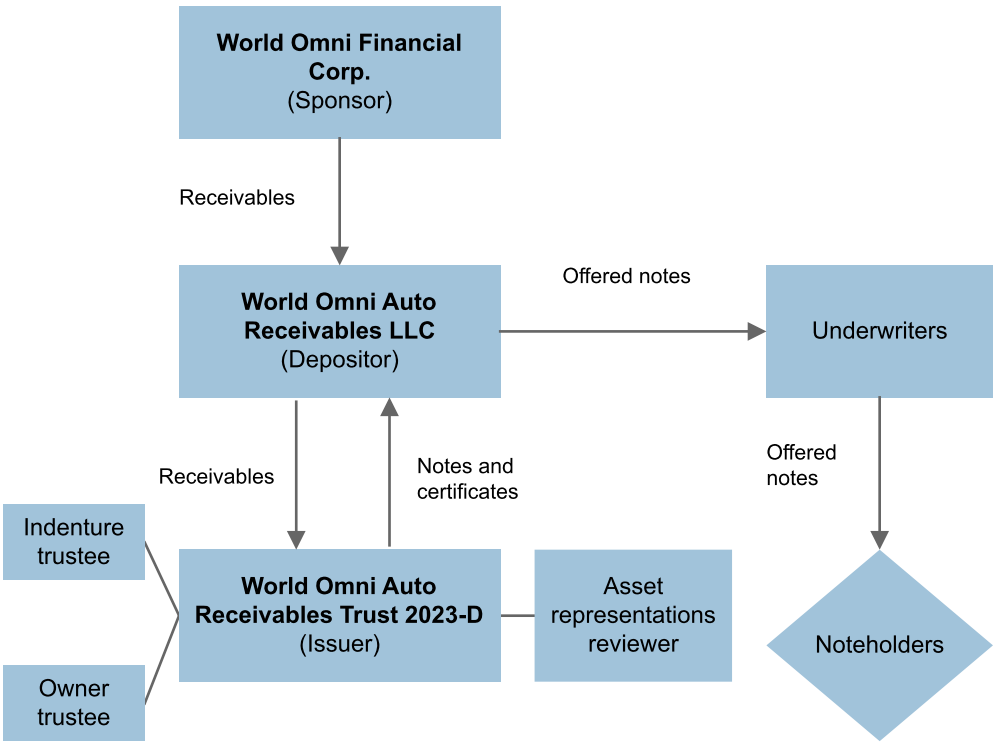 World Omni Financial
Corp.
(Sponsor)
Receivables
World Omni Auto
Receivables LLC
(Depositor)
Offered notes
Underwriters
Receivables
Notes and
certificates
Offered
notes
Indenture
trustee
World Omni Auto
Receivables Trust 2023-D
(Issuer)
Asset
representations
reviewer
Noteholders
Owner
trustee